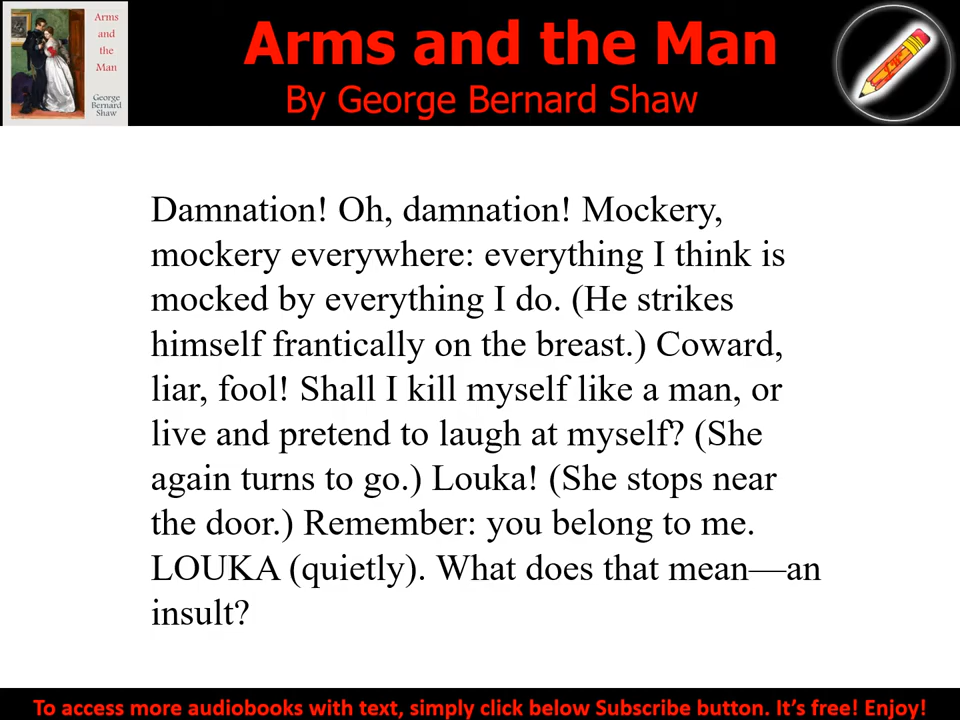 Arms
and
the
Man
George
Bernard
Shaw
Arms and the Man
By George Bernard Shaw
Damnation! Oh, damnation! Mockery,
mockery everywhere: everything I think is
mocked by everything I do. (He strikes
himself frantically on the breast.) Coward,
liar, fool! Shall I kill myself like a man, or
live and pretend to laugh at myself? (She
again turns to go.) Louka! (She stops near
the door.) Remember: you belong to me.
LOUKA (quietly). What does that mean—an
insult?
To access more audiobooks with text, simply click below Subscribe button. It’s free! Enjoy!